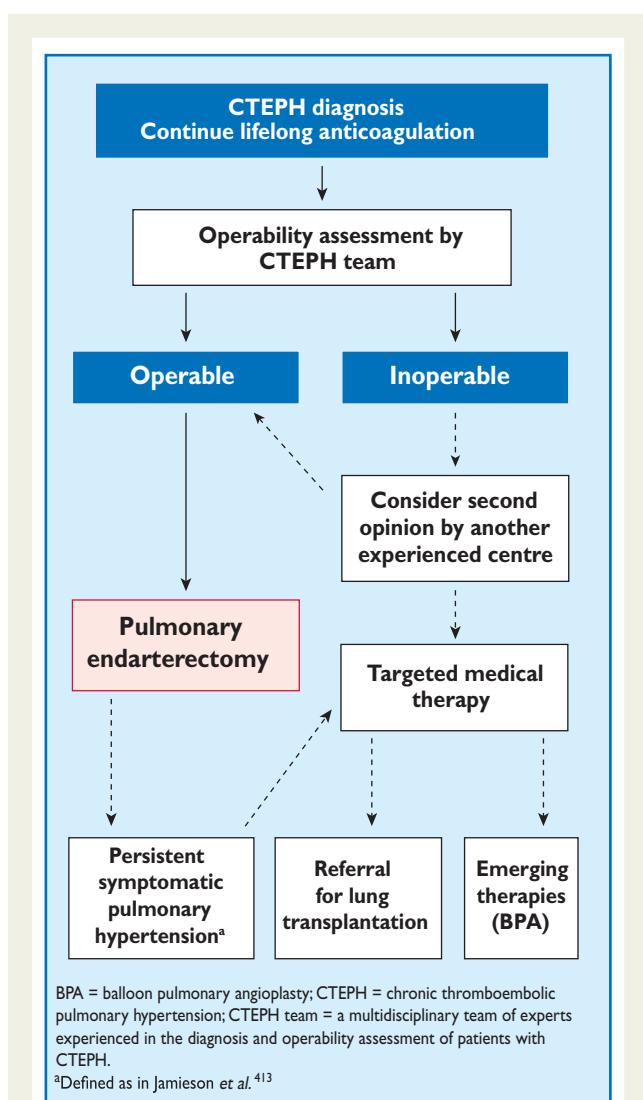 CTEPH diagnosis
Continue lifelong anticoagulation
Operability assessment by
CTEPH team
Operable
Inoperable
Consider second
opinion by another
experienced centre
Pulmonary
endarterectomy
Targeted medical
therapy
Persistent
symptomatic
pulmonary
hypertensionᵃ
Referral
for lung
transplantation
Emerging
therapies
(BPA)
BPA = balloon pulmonary angioplasty; CTEPH = chronic thromboembolic
pulmonary hypertension; CTEPH team = a multidisciplinary team of experts
experienced in the diagnosis and operability assessment of patients with
CTEPH.
ᵃDefined as in Jamieson et al.⁴¹³